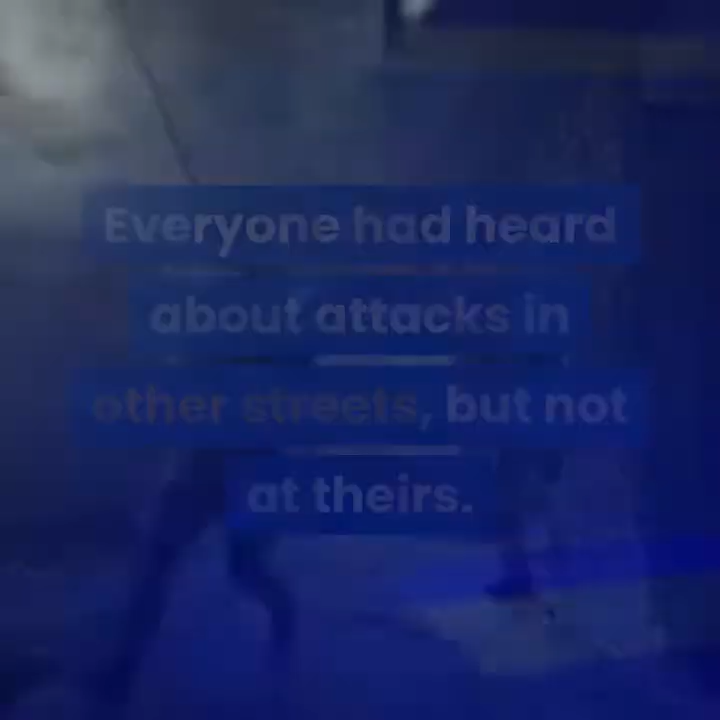 Everyone had heard
about attacks in
other streets, but not
at theirs.